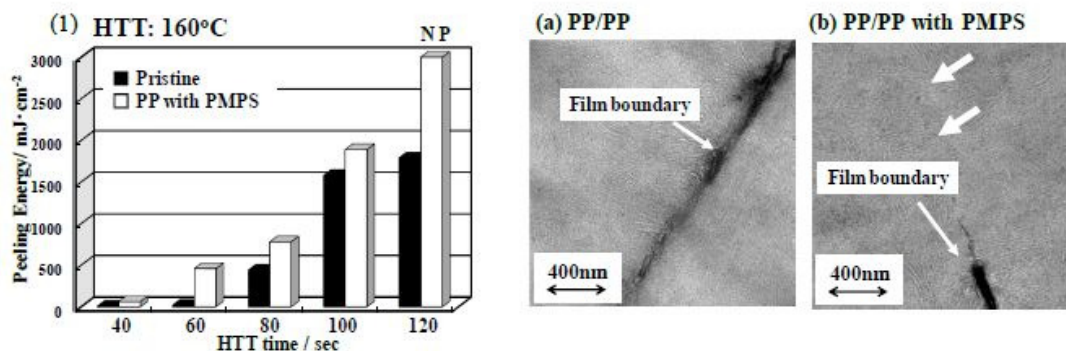 (1) HTT: 160°C
NP
3000
2500
2000
1500
1000
500
0
Peeling Energy/ mJ·cm⁻²
Pristine
PP with PMPS
40 60 80 100 120
HTT time / sec
(a) PP/PP
Film boundary
400nm
(b) PP/PP with PMPS
Film boundary
400nm